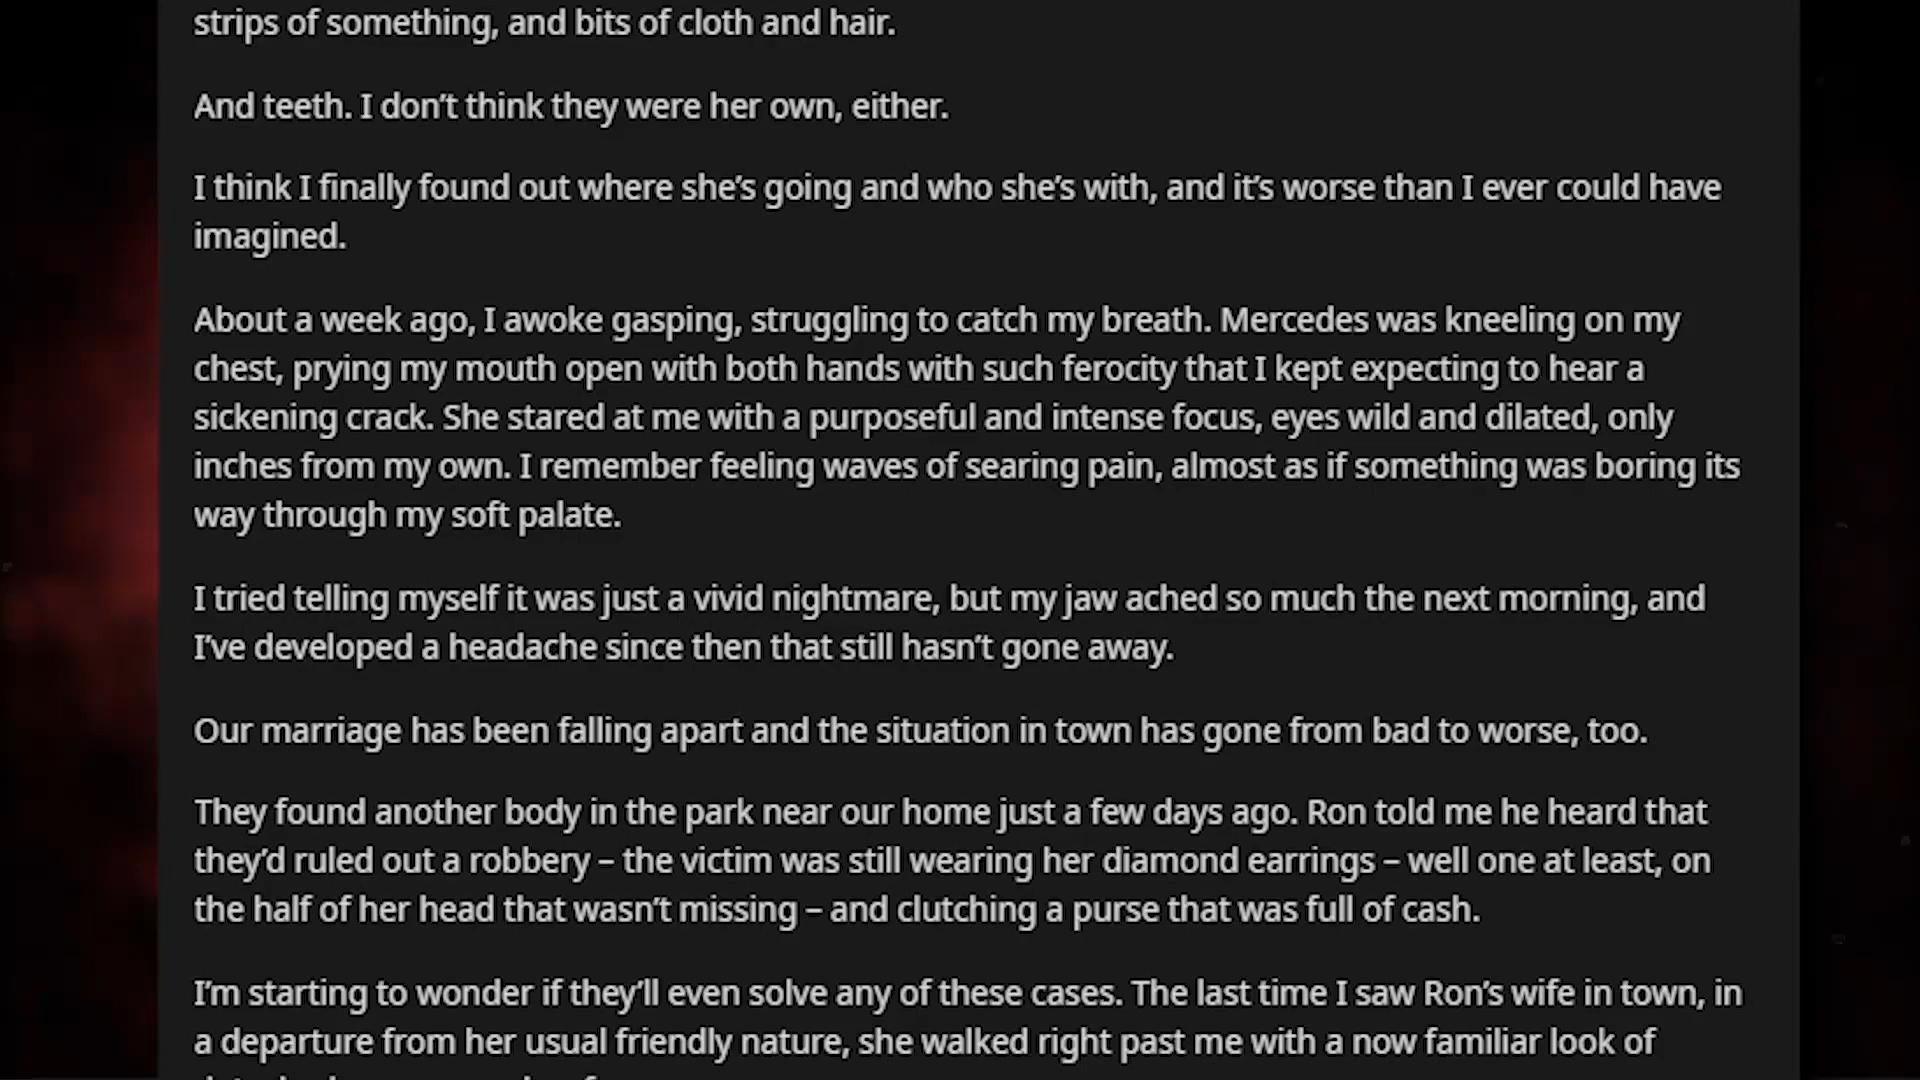 strips of something, and bits of cloth and hair.
And teeth. I don’t think they were her own, either.
I think I finally found out where she’s going and who she’s with, and it’s worse than I ever could have
imagined.
About a week ago, I awoke gasping, struggling to catch my breath. Mercedes was kneeling on my
chest, prying my mouth open with both hands with such ferocity that I kept expecting to hear a
sickening crack. She stared at me with a purposeful and intense focus, eyes wild and dilated, only
inches from my own. I remember feeling waves of searing pain, almost as if something was boring its
way through my soft palate.
I tried telling myself it was just a vivid nightmare, but my jaw ached so much the next morning, and
I’ve developed a headache since then that still hasn’t gone away.
Our marriage has been falling apart and the situation in town has gone from bad to worse, too.
They found another body in the park near our home just a few days ago. Ron told me he heard that
they’d ruled out a robbery – the victim was still wearing her diamond earrings – well one at least, on
the half of her head that wasn’t missing – and clutching a purse that was full of cash.
I’m starting to wonder if they’ll even solve any of these cases. The last time I saw Ron’s wife in town, in
a departure from her usual friendly nature, she walked right past me with a now familiar look of